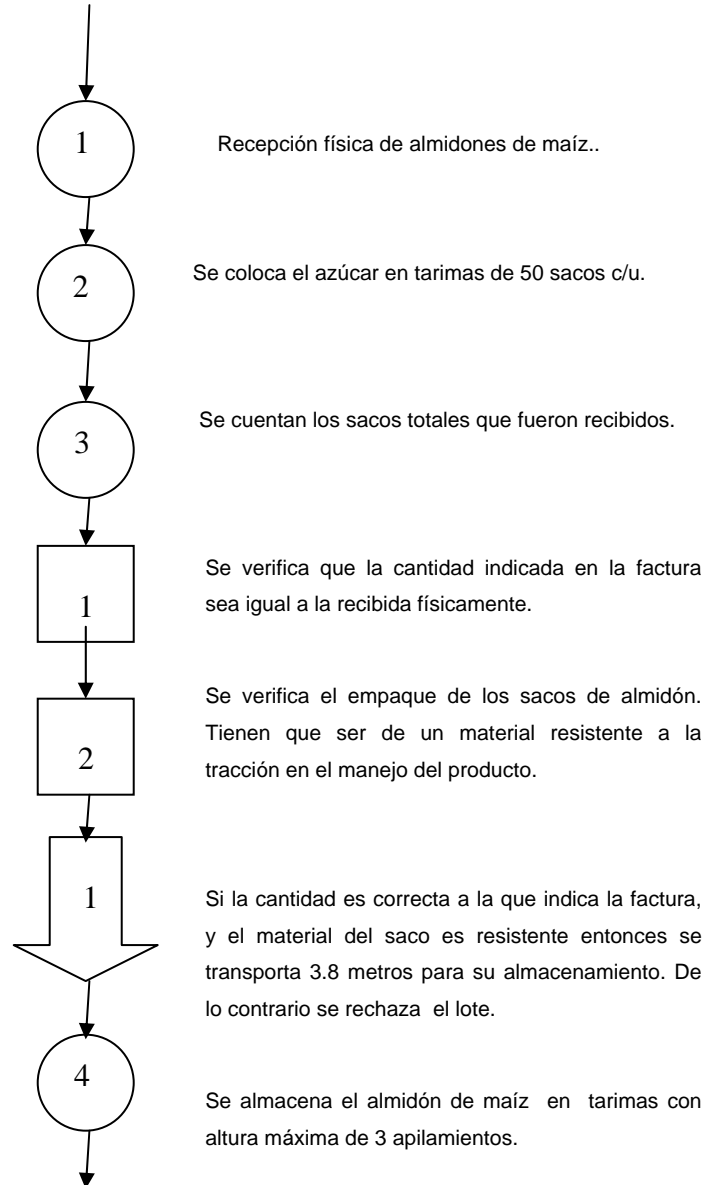 1
Recepción física de almidones de maíz..
2
Se coloca el azúcar en tarimas de 50 sacos c/u.
3
Se cuentan los sacos totales que fueron recibidos.
1
Se verifica que la cantidad indicada en la factura
sea igual a la recibida físicamente.
2
Se verifica el empaque de los sacos de almidón.
Tienen que ser de un material resistente a la
tracción en el manejo del producto.
1
Si la cantidad es correcta a la que indica la factura,
y el material del saco es resistente entonces se
transporta 3.8 metros para su almacenamiento. De
lo contrario se rechaza el lote.
4
Se almacena el almidón de maíz en tarimas con
altura máxima de 3 apilamientos.